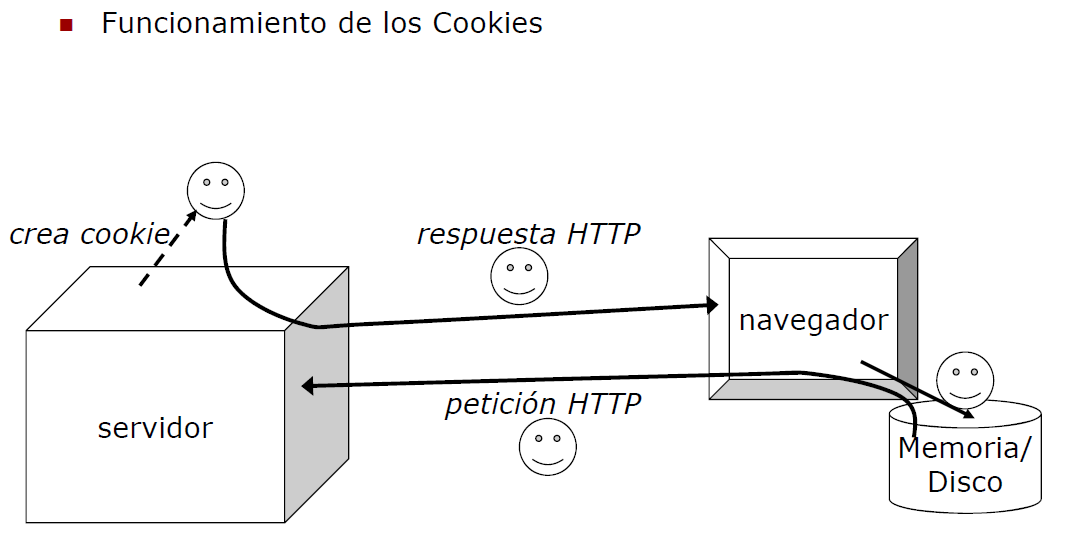 Funcionamiento de los Cookies
crea cookie
respuesta HTTP
navegador
petición HTTP
servidor
Memoria/
Disco